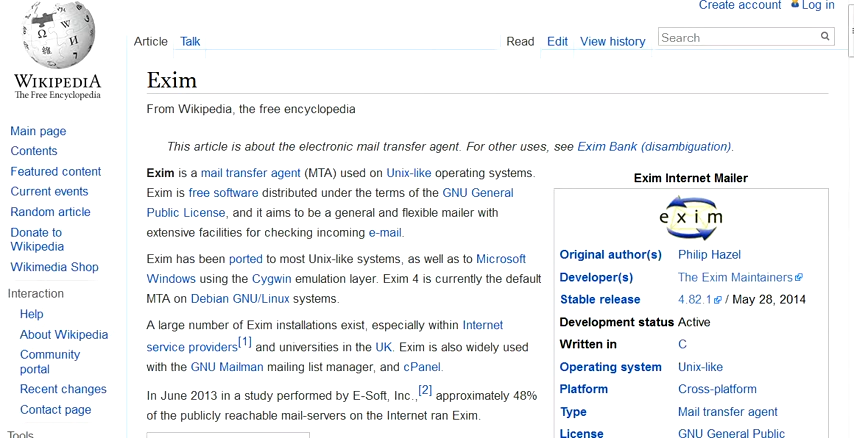 Create account Log in
WIKIPEDIA
The Free Encyclopedia
Main page
Contents
Featured content
Current events
Random article
Donate to
Wikipedia
Wikimedia Shop
Interaction
Help
About Wikipedia
Community
portal
Recent changes
Contact page
Tools
Article Talk
Read Edit View history Search
Exim
From Wikipedia, the free encyclopedia
This article is about the electronic mail transfer agent. For other uses, see Exim Bank (disambiguation).
Exim is a mail transfer agent (MTA) used on Unix-like operating systems.
Exim is free software distributed under the terms of the GNU General
Public License, and it aims to be a general and flexible mailer with
extensive facilities for checking incoming e-mail.
Exim has been ported to most Unix-like systems, as well as to Microsoft
Windows using the Cygwin emulation layer. Exim 4 is currently the default
MTA on Debian GNU/Linux systems.
A large number of Exim installations exist, especially within Internet
service providers[1] and universities in the UK. Exim is also widely used
with the GNU Mailman mailing list manager, and cPanel.
In June 2013 in a study performed by E-Soft, Inc.,[2] approximately 48%
of the publicly reachable mail-servers on the Internet ran Exim.
Exim Internet Mailer
exim
Original author(s) Philip Hazel
Developer(s) The Exim Maintainers
Stable release 4.82.1 / May 28, 2014
Development status Active
Written in C
Operating system Unix-like
Platform Cross-platform
Type Mail transfer agent
License GNU General Public